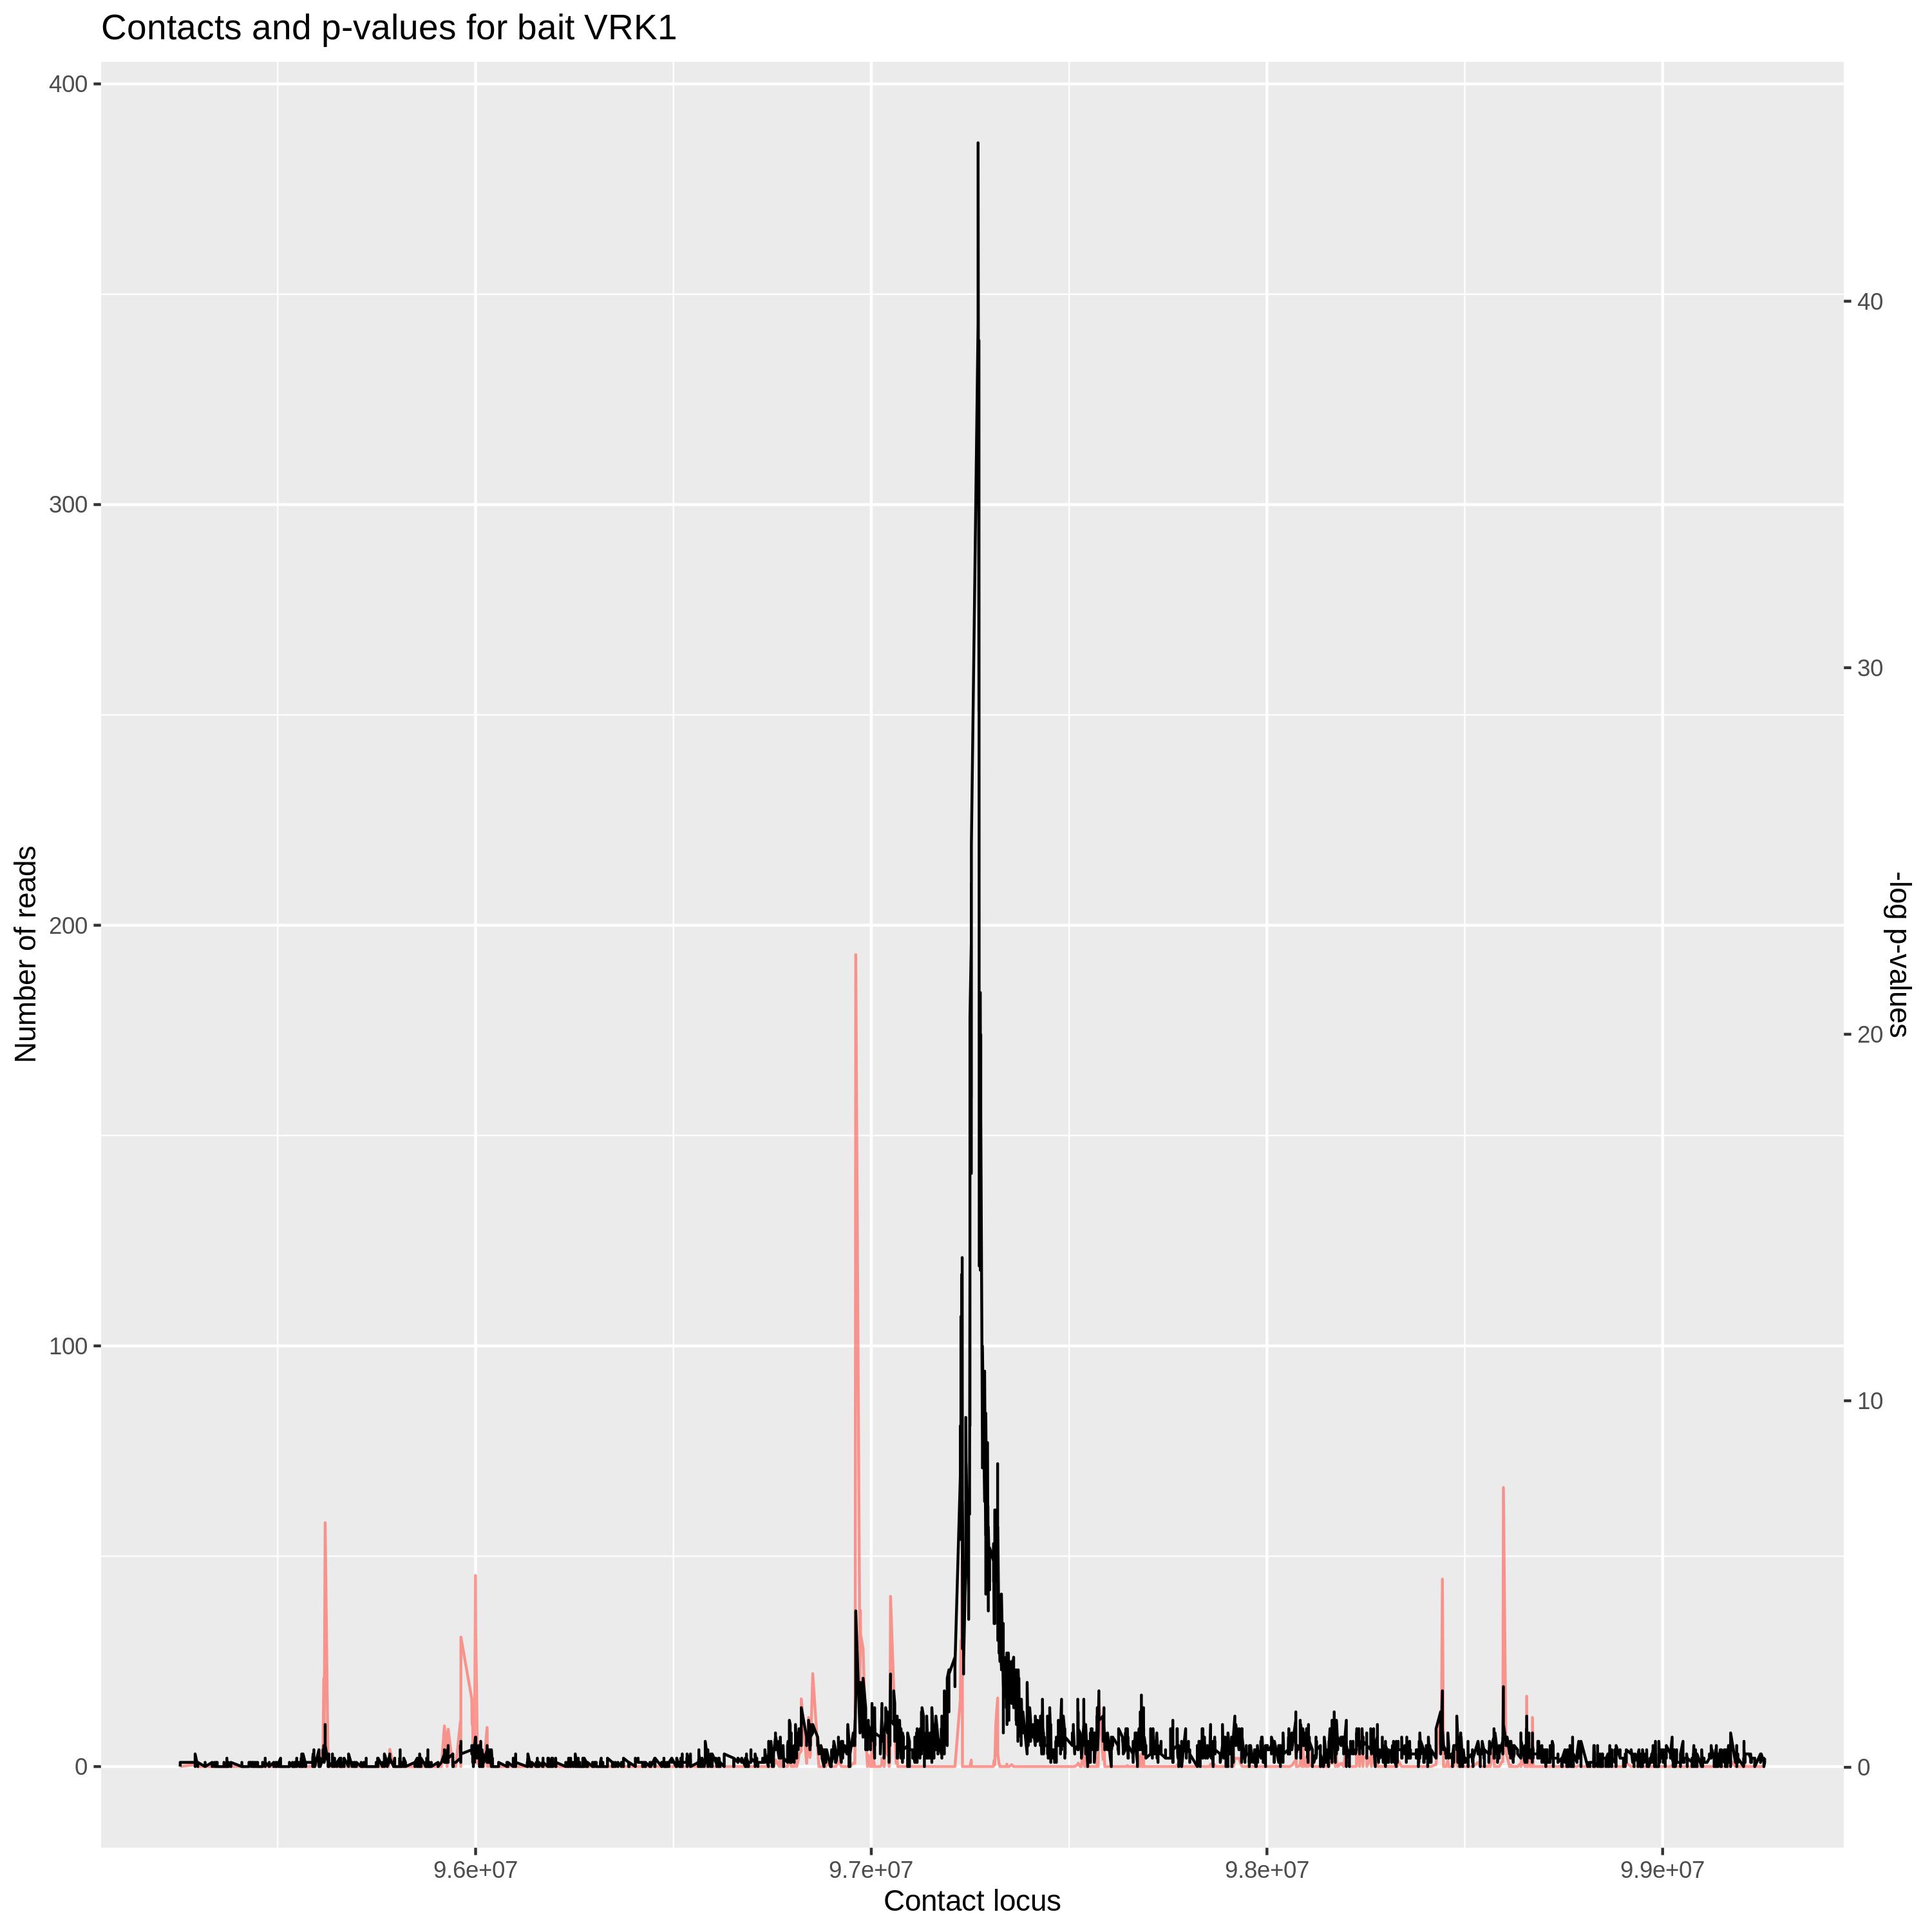 Contacts and p-values for bait VRK1
400
300
200
100
0
Number of reads
40
30
20
10
0
-log p-values
9.6e+07
9.7e+07
9.8e+07
9.9e+07
Contact locus